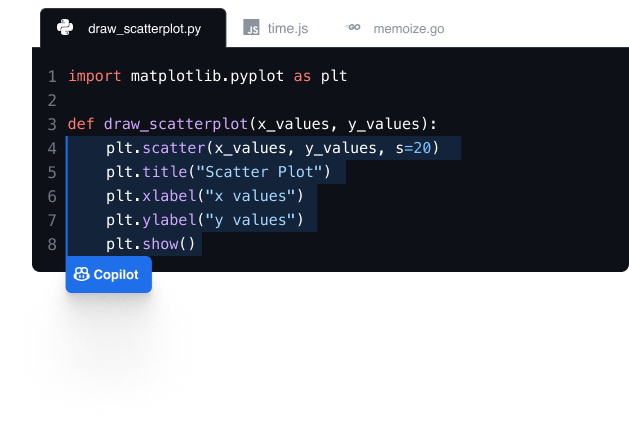 draw_scatterplot.py JS time.js GO memoize.go
1 import matplotlib.pyplot as plt
2
3 def draw_scatterplot(x_values, y_values):
4     plt.scatter(x_values, y_values, s=20)
5     plt.title("Scatter Plot")
6     plt.xlabel("x values")
7     plt.ylabel("y values")
8     plt.show()
Copilot